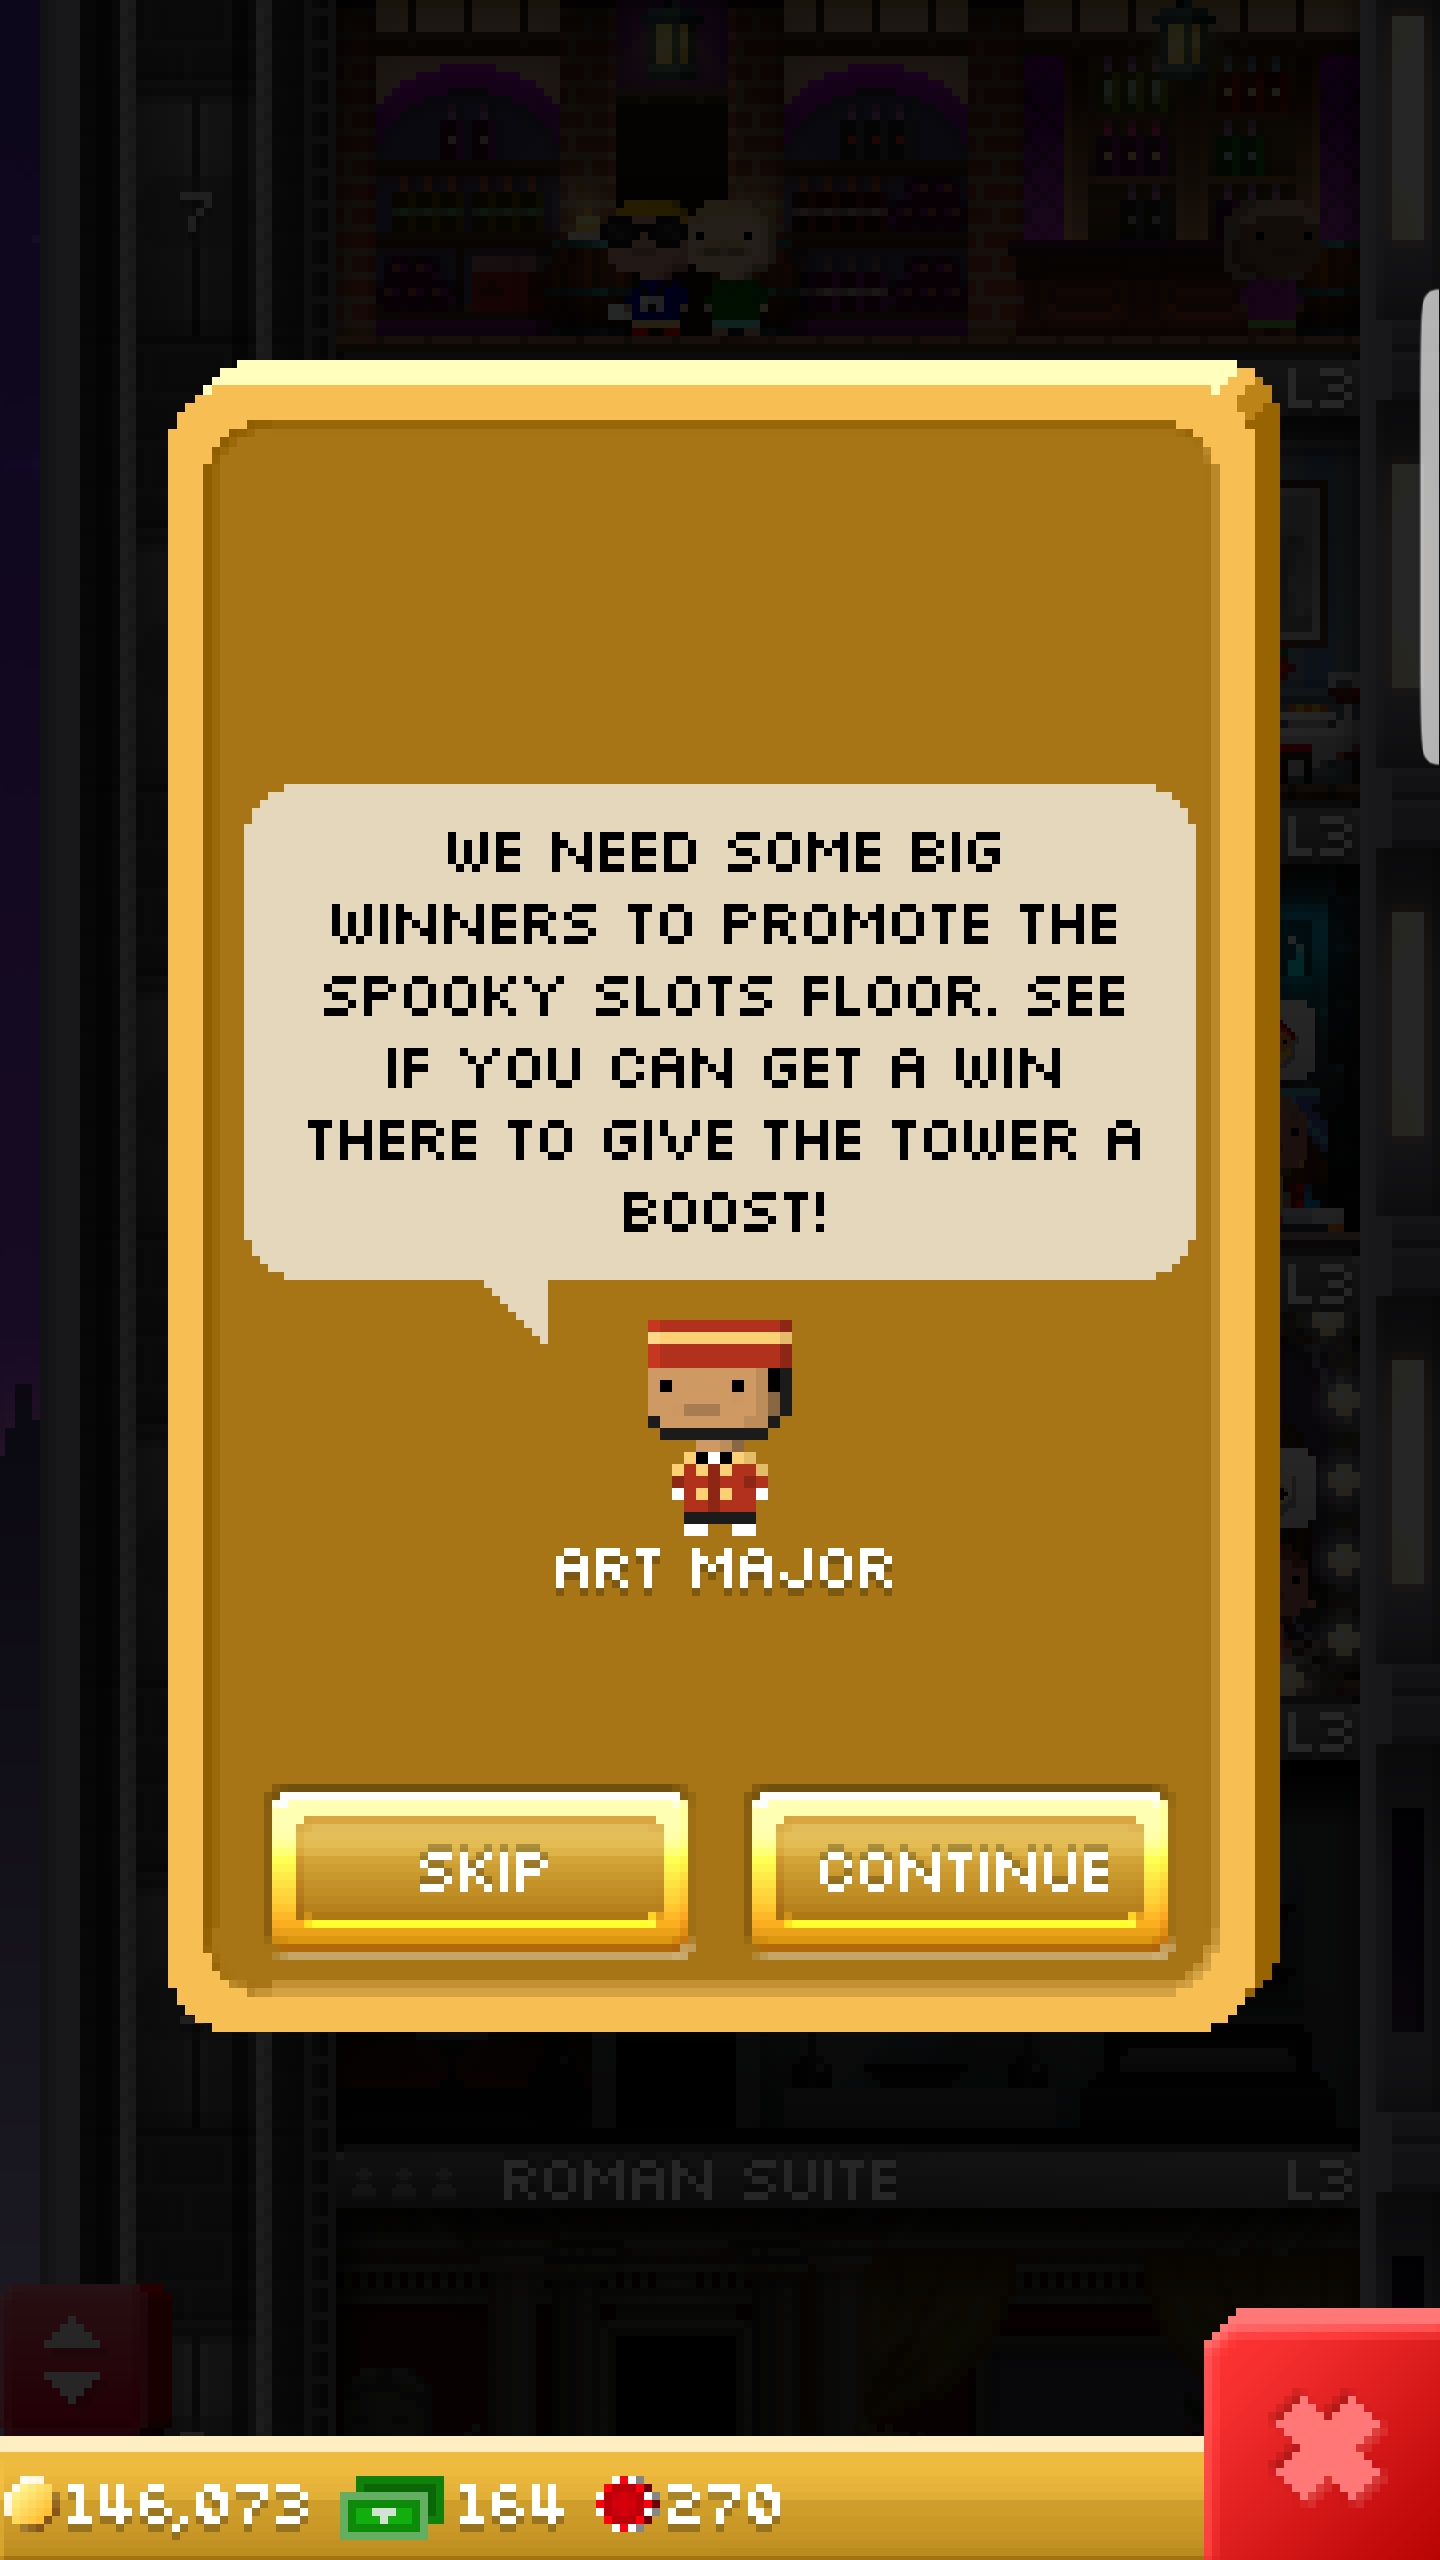 7
L3
L3
WE NEED SOME BIG
WINNERS TO PROMOTE THE
SPOOKY SLOTS FLOOR. SEE
IF YOU CAN GET A WIN
THERE TO GIVE THE TOWER A
BOOST!
L3
ART MAJOR
L3
SKIP
CONTINUE
ROMAN SUITE
L3
146,073
164
270